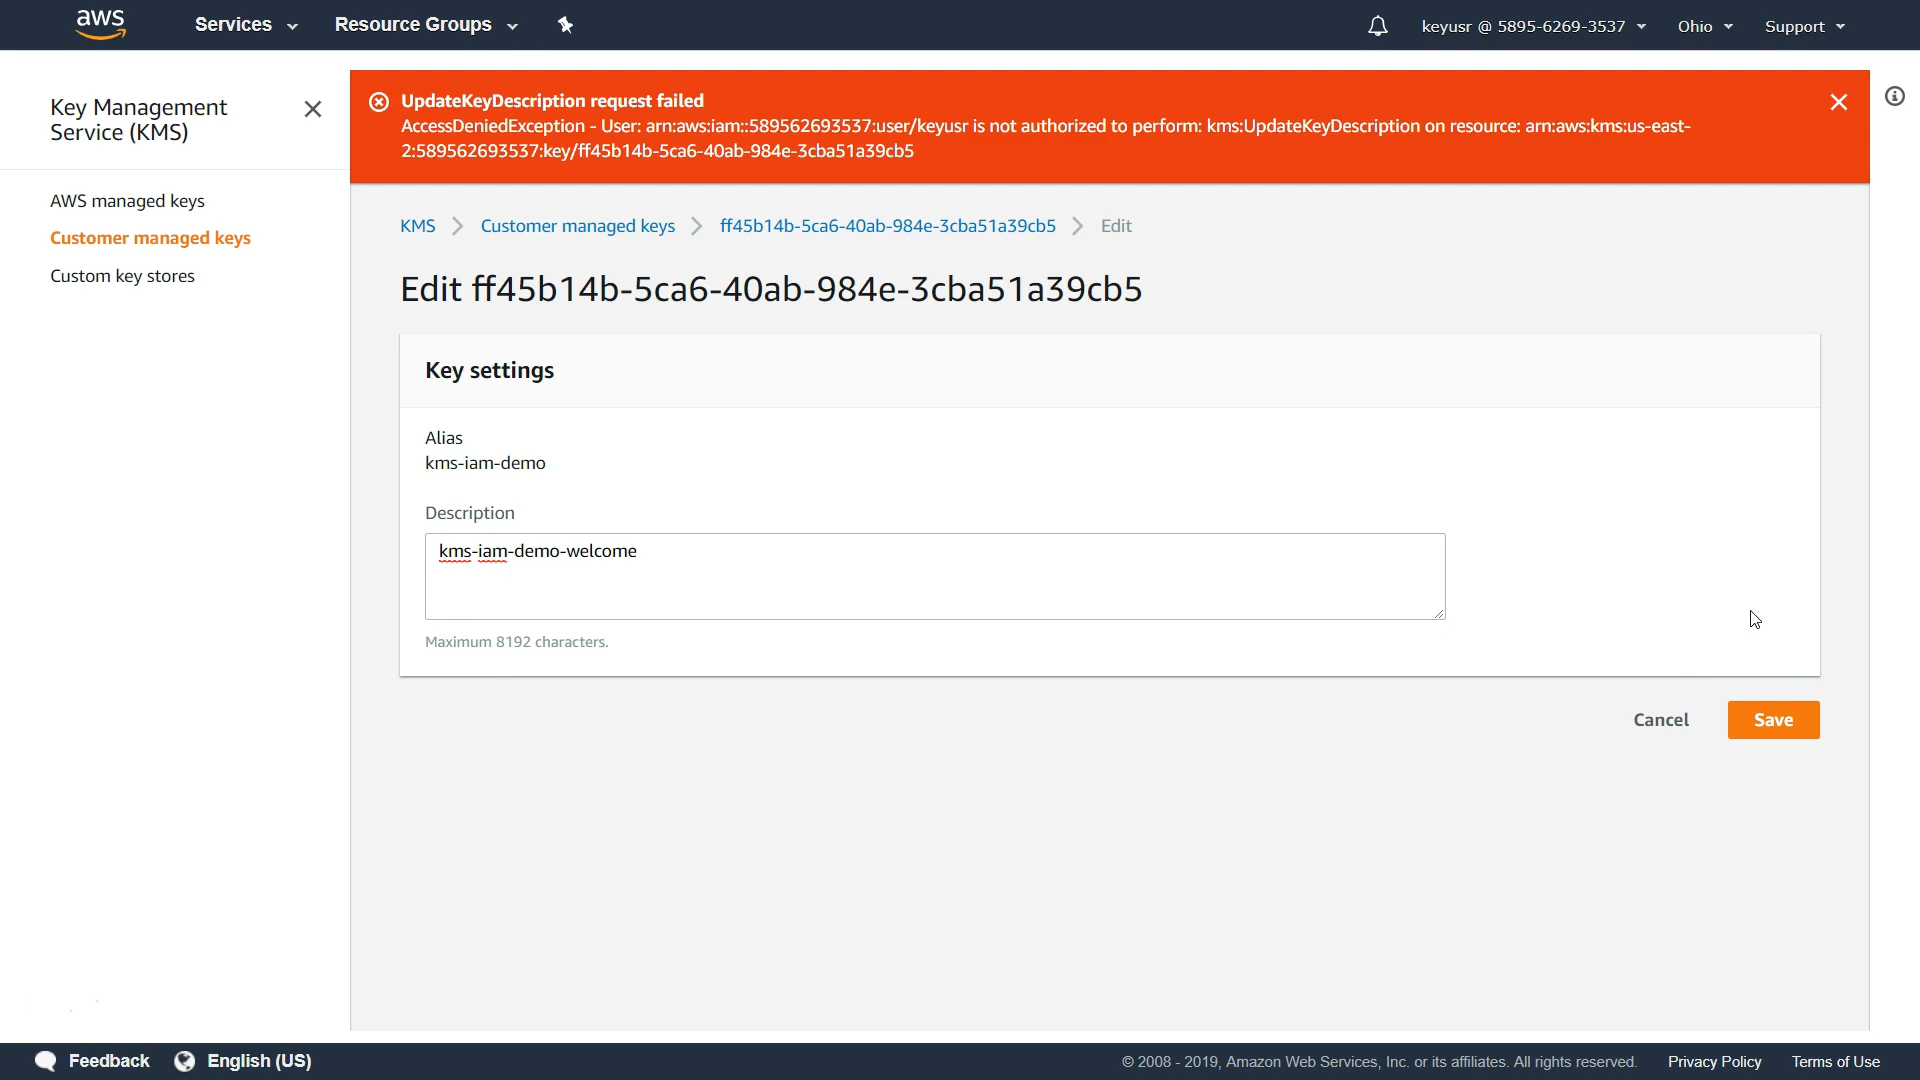 aws
Services
Resource Groups
keyusr @ 5895-6269-3537
Ohio
Support
Key Management
Service (KMS)
AWS managed keys
Customer managed keys
Custom key stores
UpdateKeyDescription request failed
AccessDeniedException - User: arn:aws:iam::589562693537:user/keyusr is not authorized to perform: kms:UpdateKeyDescription on resource: arn:aws:kms:us-east-
2:589562693537:key/ff45b14b-5ca6-40ab-984e-3cba51a39cb5
KMS
Customer managed keys
ff45b14b-5ca6-40ab-984e-3cba51a39cb5
Edit
Edit ff45b14b-5ca6-40ab-984e-3cba51a39cb5
Key settings
Alias
kms-iam-demo
Description
kms-iam-demo-welcome
Maximum 8192 characters.
Cancel
Save
Feedback
English (US)
© 2008 - 2019, Amazon Web Services, Inc. or its affiliates. All rights reserved.
Privacy Policy
Terms of Use